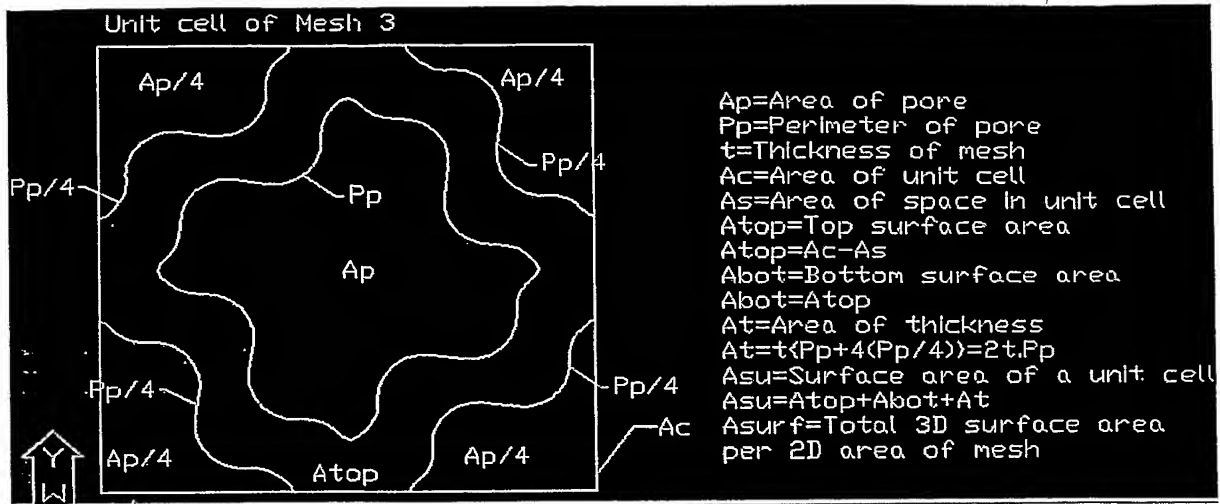 Unit cell of Mesh 3
Ap/4
Ap/4
Pp/4
Pp/4
Pp
Ap
Pp/4
Pp/4
Ac
Ap/4
Atop
Ap/4
Y
W
Ap=Area of pore
Pp=Perimeter of pore
t=Thickness of mesh
Ac=Area of unit cell
As=Area of space in unit cell
Atop=Top surface area
Atop=Ac-As
Abot=Bottom surface area
Abot=Atop
At=Area of thickness
At=t(Pp+4(Pp/4))=2t.Pp
Asu=Surface area of a unit cell
Asu=Atop+Abot+At
Asurf=Total 3D surface area
per 2D area of mesh